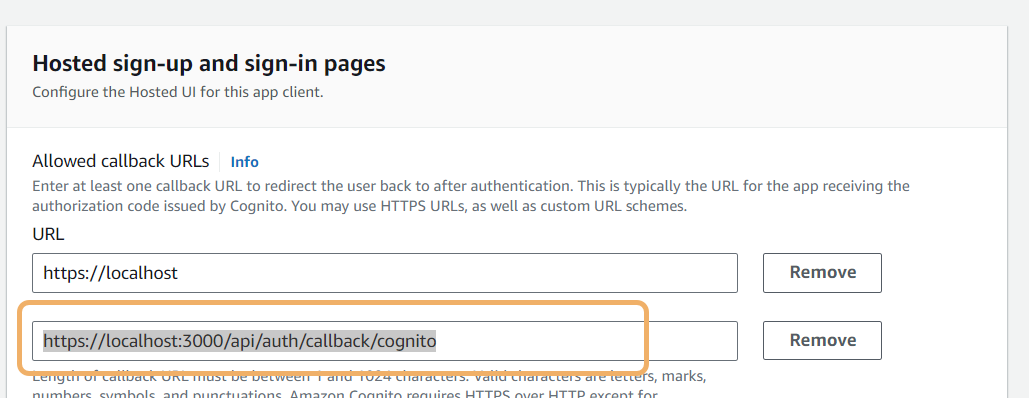 Hosted sign-up and sign-in pages
Configure the Hosted UI for this app client.
Allowed callback URLs Info
Enter at least one callback URL to redirect the user back to after authentication. This is typically the URL for the app receiving the
authorization code issued by Cognito. You may use HTTPS URLs, as well as custom URL schemes.
URL
https://localhost Remove
https://localhost:3000/api/auth/callback/cognito Remove
Length of callback URL must be between 1 and 1024 characters. Valid characters are letters, marks,
numbers, symbols, and punctuations. Amazon Cognito requires HTTPS over HTTP except for